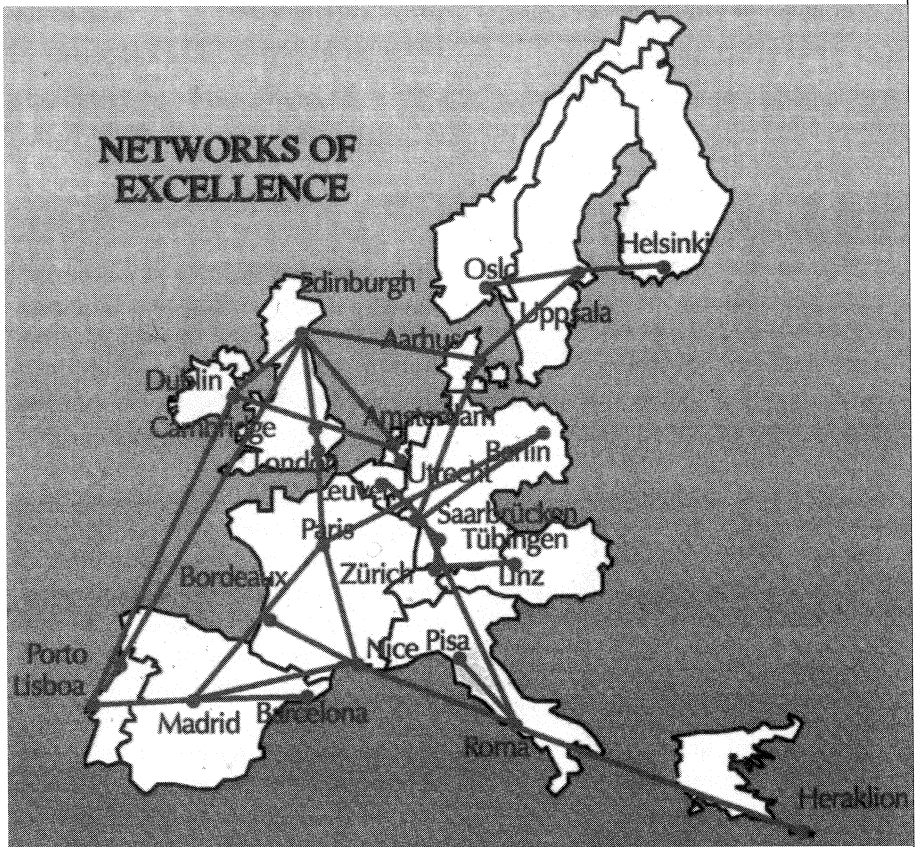 NETWORKS OF
EXCELLENCE
Helsinki
Oslo
Edinburgh
Uppsala
Aarhus
Dublin
Amsterdam
Cambridge
Berlin
London
Utrecht
Leuven
Saarbrücken
Paris
Tübingen
Bordeaux
Zürich
Linz
Nice
Pisa
Porto
Lisboa
Madrid
Barcelona
Roma
Heraklion